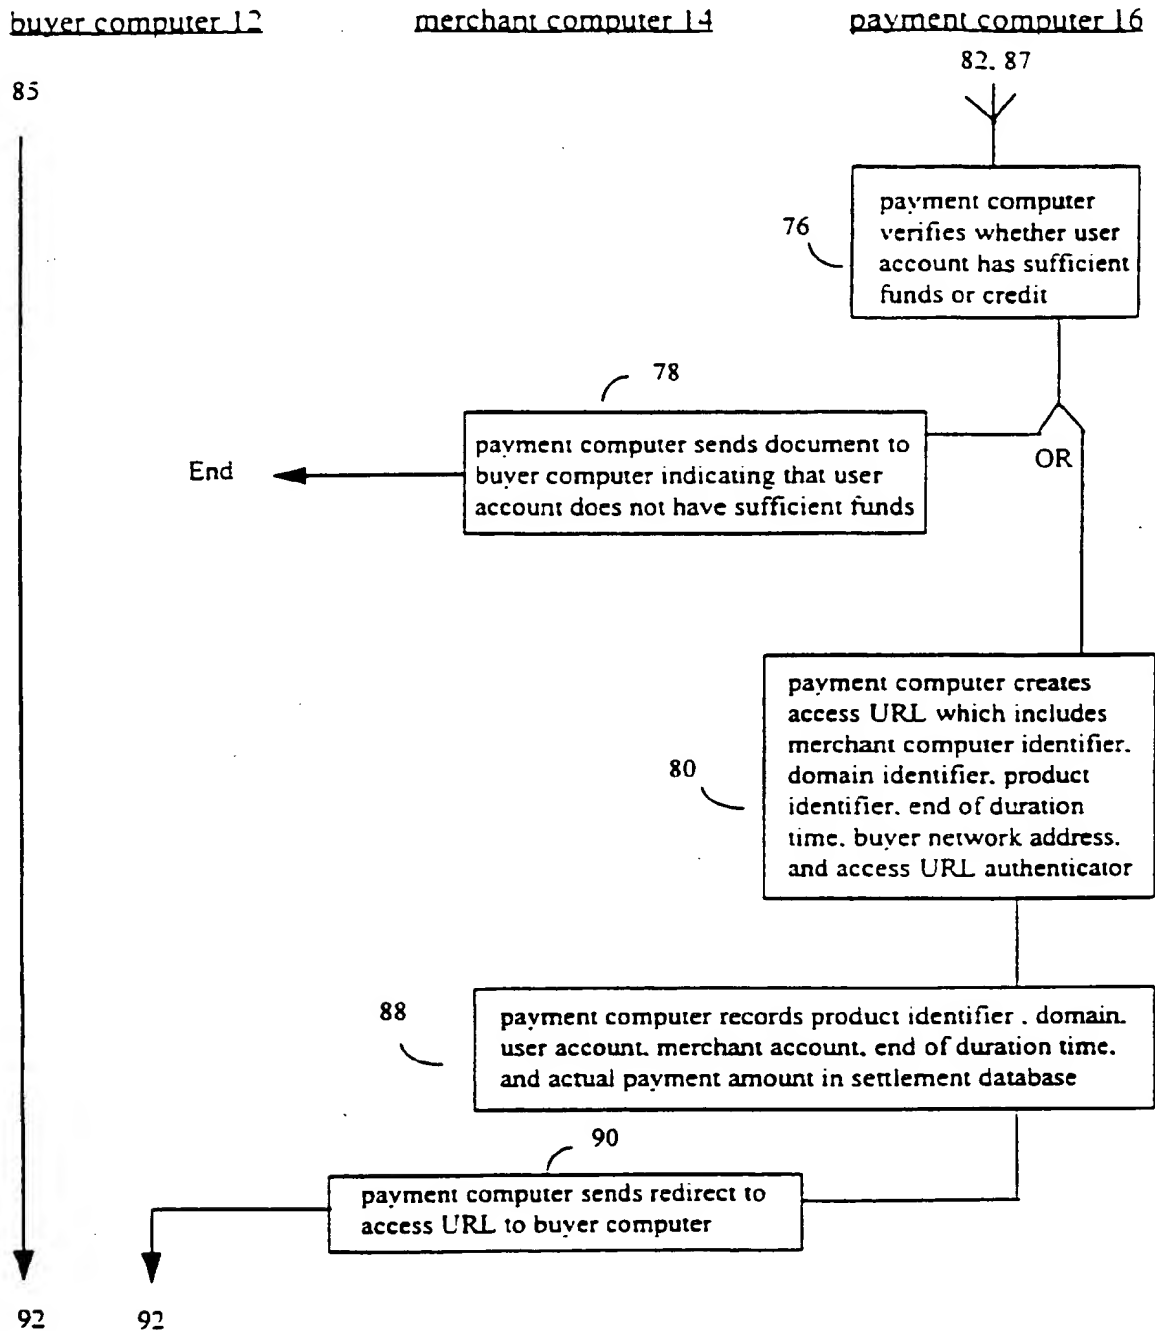 buyer computer 12 merchant computer 14 payment computer 16
82. 87
85
payment computer
verifies whether user
account has sufficient
funds or credit
76
78
payment computer sends document to
buyer computer indicating that user
account does not have sufficient funds
End
OR
payment computer creates
access URL which includes
merchant computer identifier.
domain identifier. product
identifier. end of duration
time. buyer network address.
and access URL authenticator
80
88
payment computer records product identifier . domain.
user account. merchant account. end of duration time.
and actual payment amount in settlement database
90
payment computer sends redirect to
access URL to buyer computer
92 92